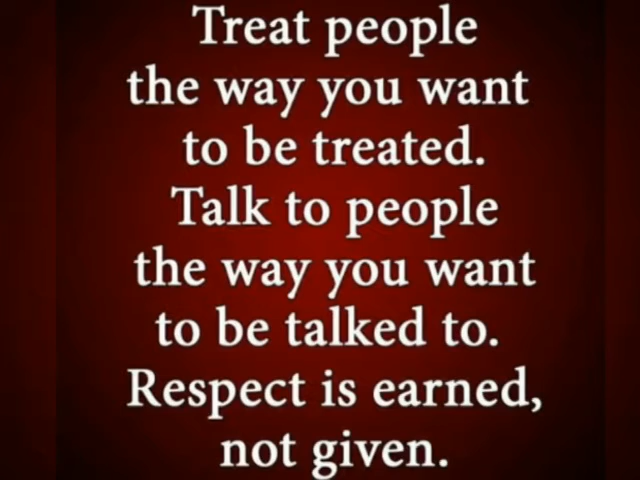 Treat people
the way you want
to be treated.
Talk to people
the way you want
to be talked to.
Respect is earned,
not given.